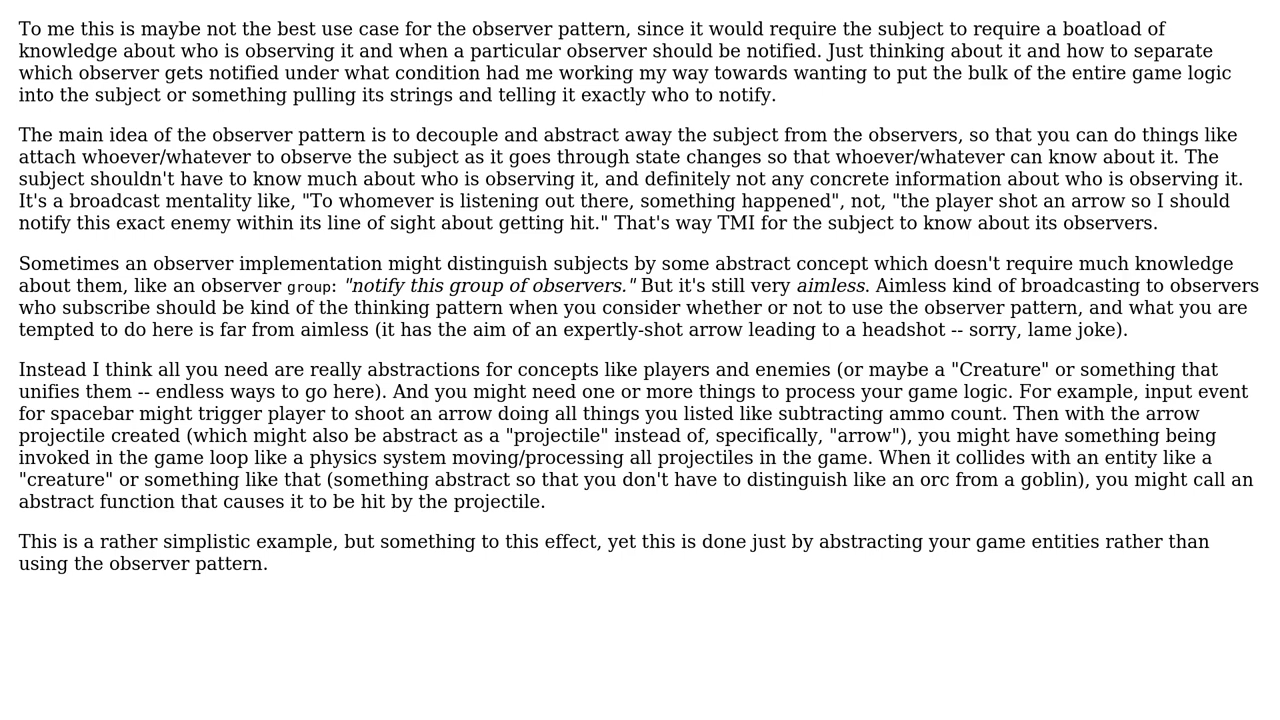 To me this is maybe not the best use case for the observer pattern, since it would require the subject to require a boatload of
knowledge about who is observing it and when a particular observer should be notified. Just thinking about it and how to separate
which observer gets notified under what condition had me working my way towards wanting to put the bulk of the entire game logic
into the subject or something pulling its strings and telling it exactly who to notify.
The main idea of the observer pattern is to decouple and abstract away the subject from the observers, so that you can do things like
attach whoever/whatever to observe the subject as it goes through state changes so that whoever/whatever can know about it. The
subject shouldn't have to know much about who is observing it, and definitely not any concrete information about who is observing it.
It's a broadcast mentality like, "To whomever is listening out there, something happened", not, "the player shot an arrow so I should
notify this exact enemy within its line of sight about getting hit." That's way TMI for the subject to know about its observers.
Sometimes an observer implementation might distinguish subjects by some abstract concept which doesn't require much knowledge
about them, like an observer group: "notify this group of observers." But it's still very aimless. Aimless kind of broadcasting to observers
who subscribe should be kind of the thinking pattern when you consider whether or not to use the observer pattern, and what you are
tempted to do here is far from aimless (it has the aim of an expertly-shot arrow leading to a headshot -- sorry, lame joke).
Instead I think all you need are really abstractions for concepts like players and enemies (or maybe a "Creature" or something that
unifies them -- endless ways to go here). And you might need one or more things to process your game logic. For example, input event
for spacebar might trigger player to shoot an arrow doing all things you listed like subtracting ammo count. Then with the arrow
projectile created (which might also be abstract as a "projectile" instead of, specifically, "arrow"), you might have something being
invoked in the game loop like a physics system moving/processing all projectiles in the game. When it collides with an entity like a
"creature" or something like that (something abstract so that you don't have to distinguish like an orc from a goblin), you might call an
abstract function that causes it to be hit by the projectile.
This is a rather simplistic example, but something to this effect, yet this is done just by abstracting your game entities rather than
using the observer pattern.